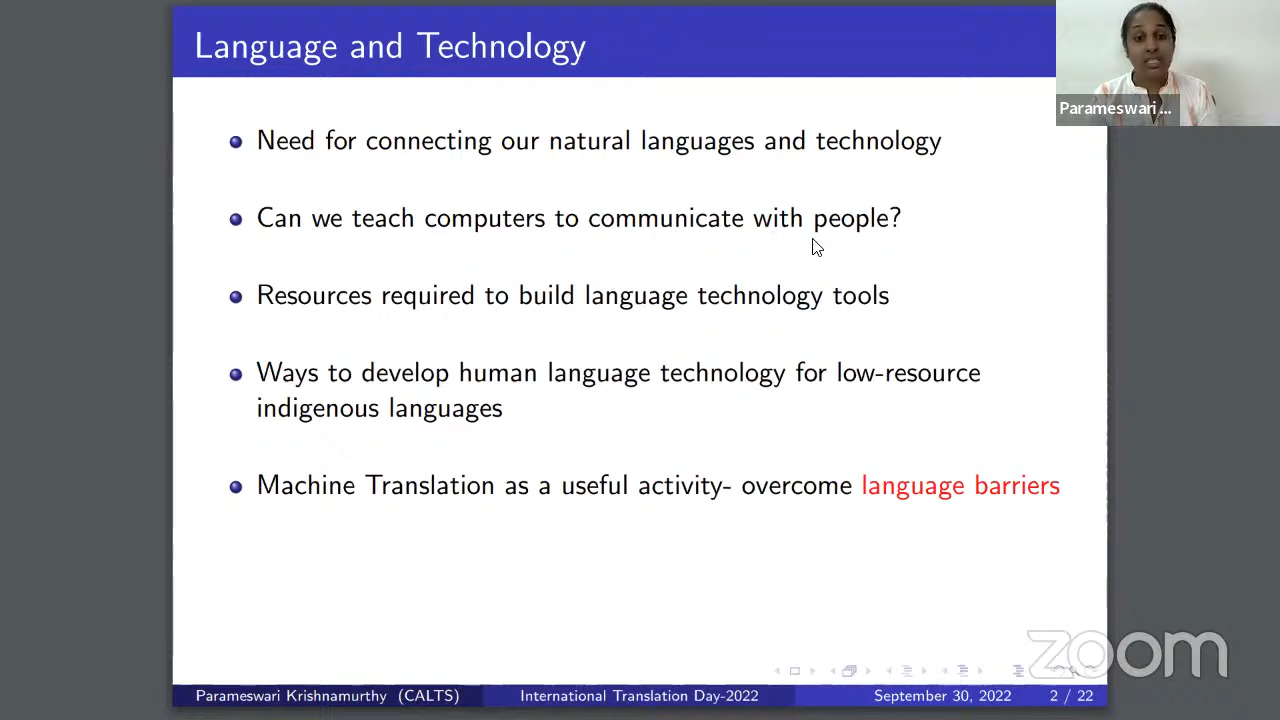 Language and Technology
Parameswari ...
Need for connecting our natural languages and technology
Can we teach computers to communicate with people?
Resources required to build language technology tools
Ways to develop human language technology for low-resource
indigenous languages
Machine Translation as a useful activity- overcome language barriers
zoom
Parameswari Krishnamurthy (CALTS) International Translation Day-2022 September 30, 2022 2 / 22